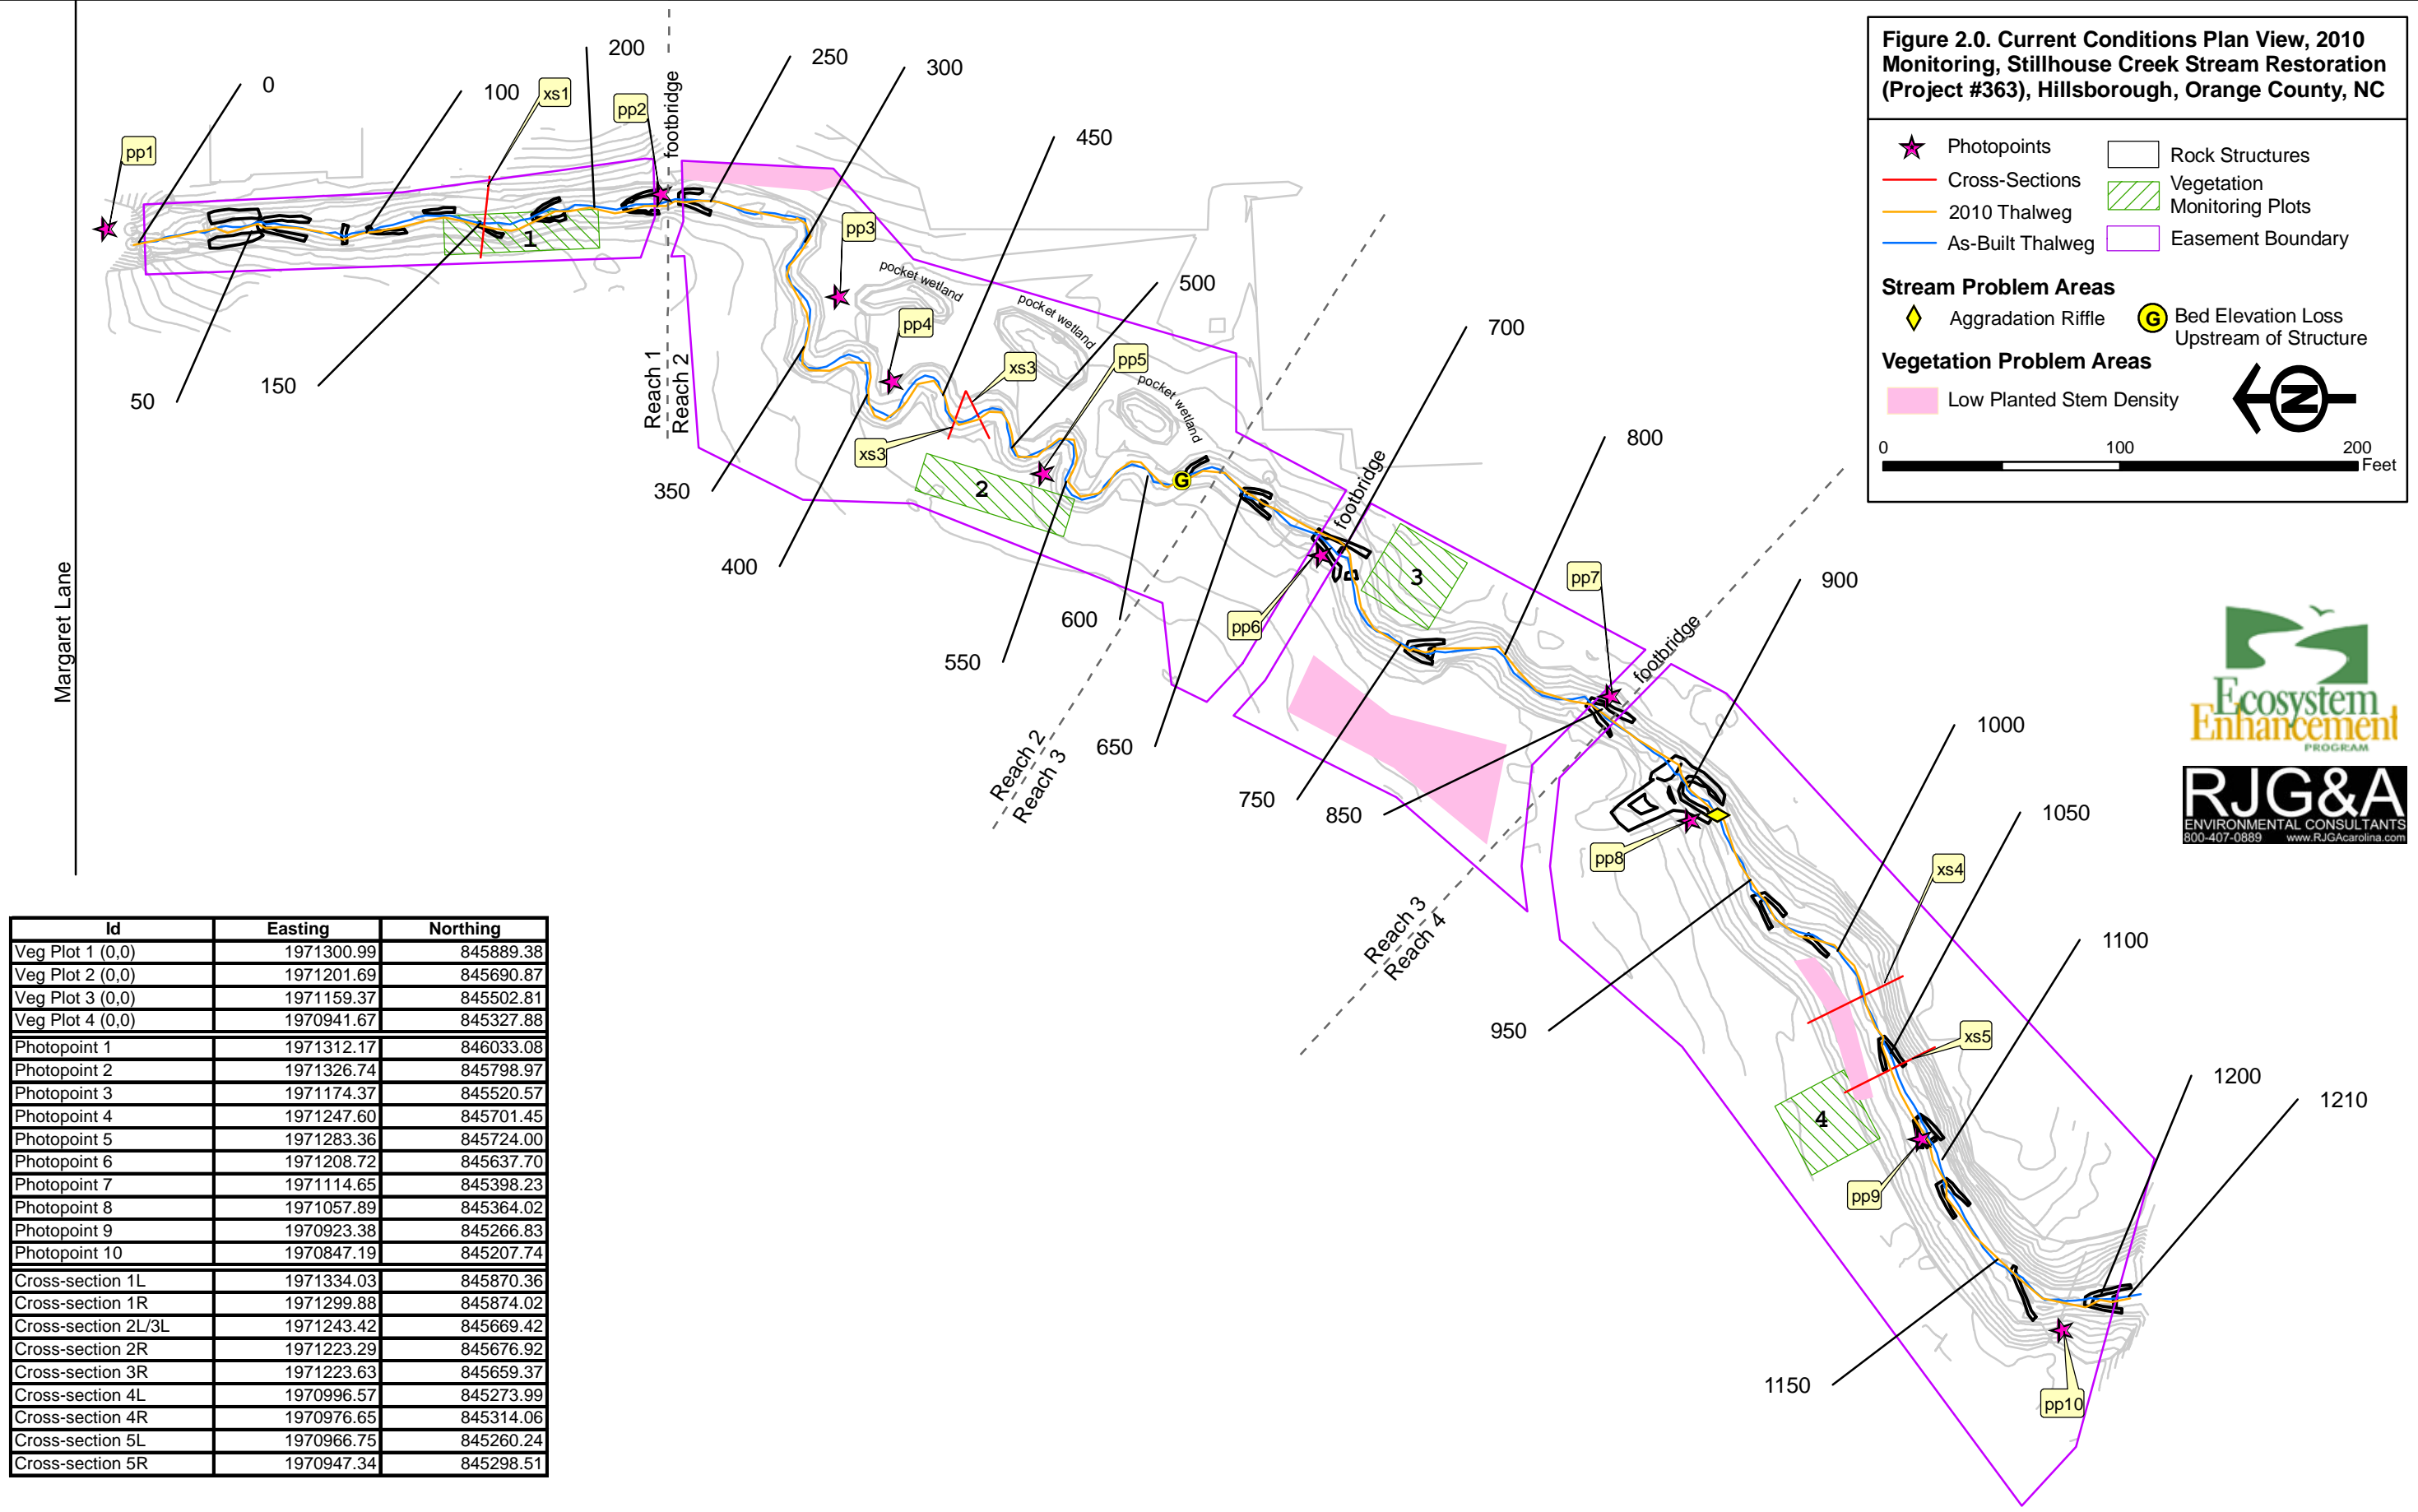 Figure 2.0. Current Conditions Plan View, 2010
Monitoring, Stillhouse Creek Stream Restoration
(Project #363), Hillsborough, Orange County, NC
Photopoints
Cross-Sections
2010 Thalweg
As-Built Thalweg
Rock Structures
Vegetation
Monitoring Plots
Easement Boundary
Stream Problem Areas
Aggradation Riffle
G
Bed Elevation Loss
Upstream of Structure
Vegetation Problem Areas
Low Planted Stem Density
N
0 100 200
Feet
Margaret Lane
0
50
100
150
200
250
300
350
400
450
500
550
600
650
700
750
800
850
900
950
1000
1050
1100
1150
1200
1210
pp1
xs1
pp2
footbridge
1
Reach 1
Reach 2
pp3
pocket wetland
pp4
pocket wetland
xs3
xs3
pp5
pocket wetland
2
G
Reach 2
Reach 3
footbridge
pp6
3
pp7
footbridge
Reach 3
Reach 4
pp8
xs4
xs5
4
pp9
pp10
Ecosystem
Enhancement
PROGRAM
RJG&A
ENVIRONMENTAL CONSULTANTS
800-407-0889 www.RJGAcarolina.com
Id Easting Northing
Veg Plot 1 (0,0) 1971300.99 845889.38
Veg Plot 2 (0,0) 1971201.69 845690.87
Veg Plot 3 (0,0) 1971159.37 845502.81
Veg Plot 4 (0,0) 1970941.67 845327.88
Photopoint 1 1971312.17 846033.08
Photopoint 2 1971326.74 845798.97
Photopoint 3 1971174.37 845520.57
Photopoint 4 1971247.60 845701.45
Photopoint 5 1971283.36 845724.00
Photopoint 6 1971208.72 845637.70
Photopoint 7 1971114.65 845398.23
Photopoint 8 1971057.89 845364.02
Photopoint 9 1970923.38 845266.83
Photopoint 10 1970847.19 845207.74
Cross-section 1L 1971334.03 845870.36
Cross-section 1R 1971299.88 845874.02
Cross-section 2L/3L 1971243.42 845669.42
Cross-section 2R 1971223.29 845676.92
Cross-section 3R 1971223.63 845659.37
Cross-section 4L 1970996.57 845273.99
Cross-section 4R 1970976.65 845314.06
Cross-section 5L 1970966.75 845260.24
Cross-section 5R 1970947.34 845298.51